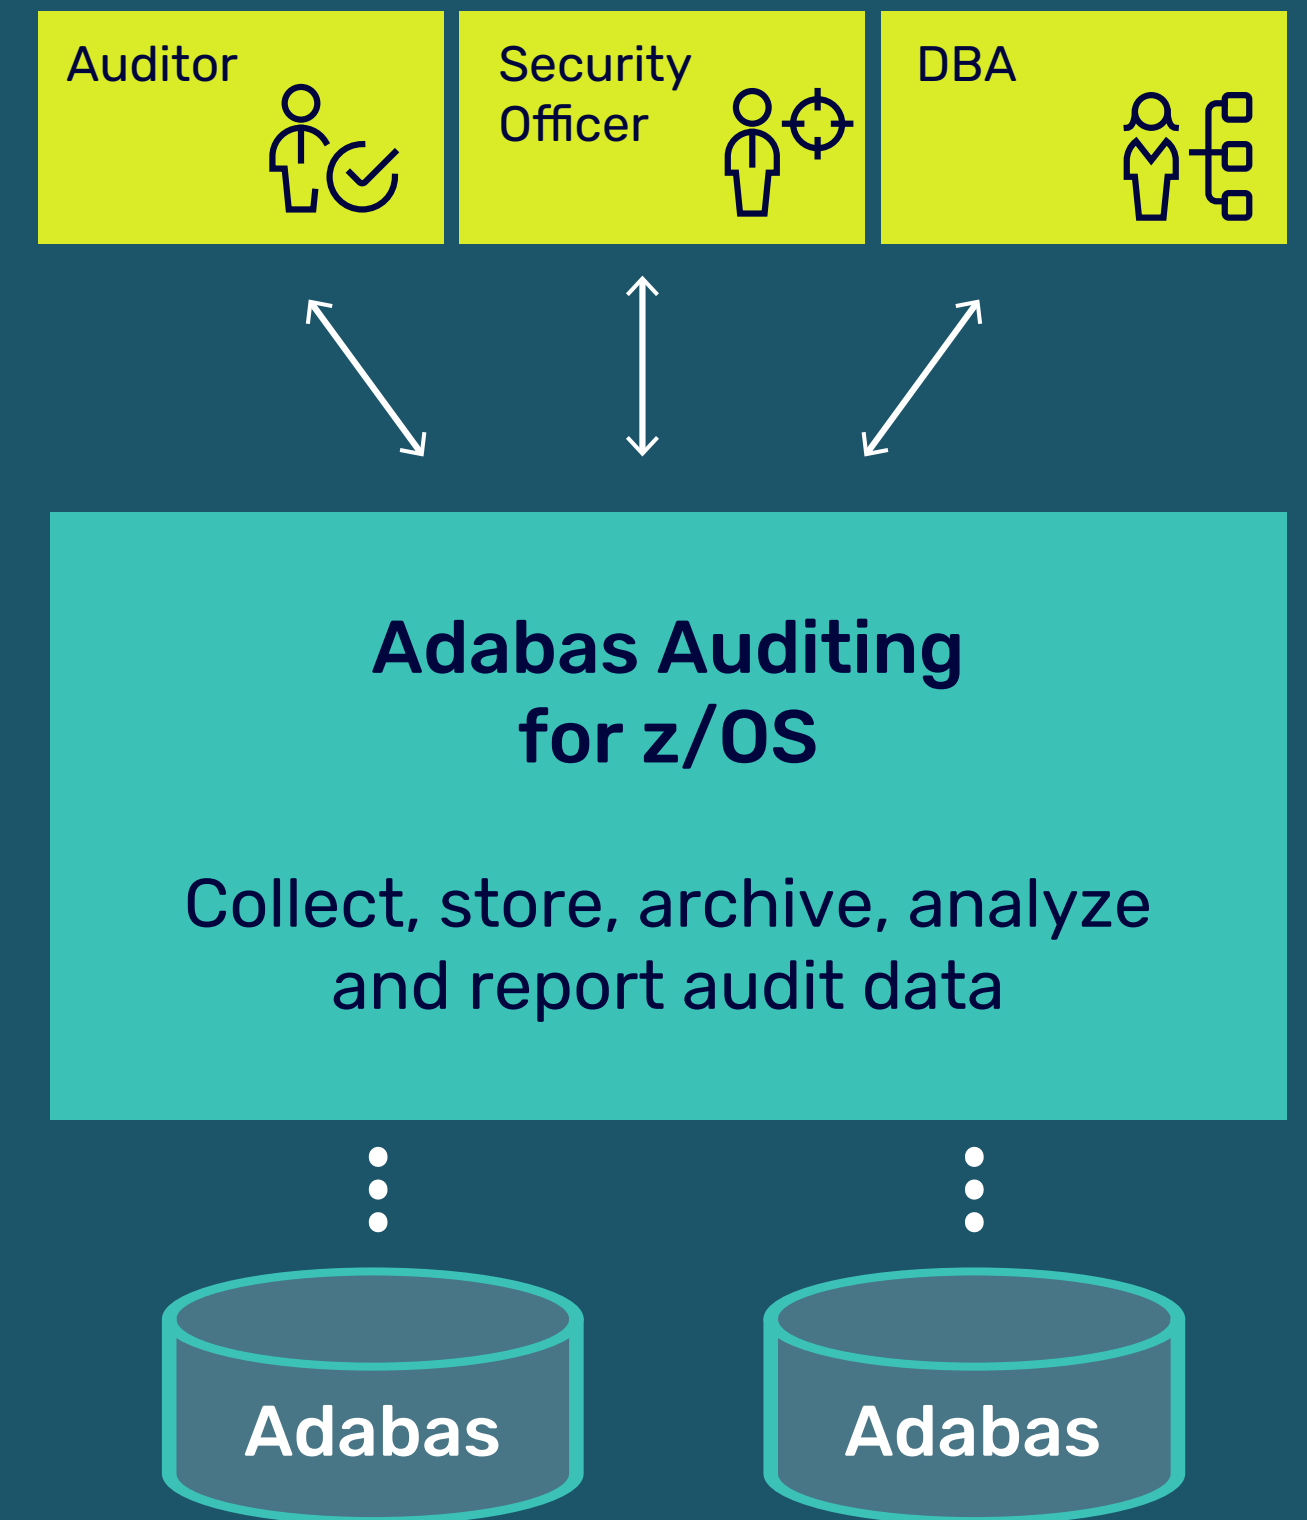 Auditor
Security
Officer
DBA
Adabas Auditing
for z/OS
Collect, store, archive, analyze
and report audit data
Adabas
Adabas